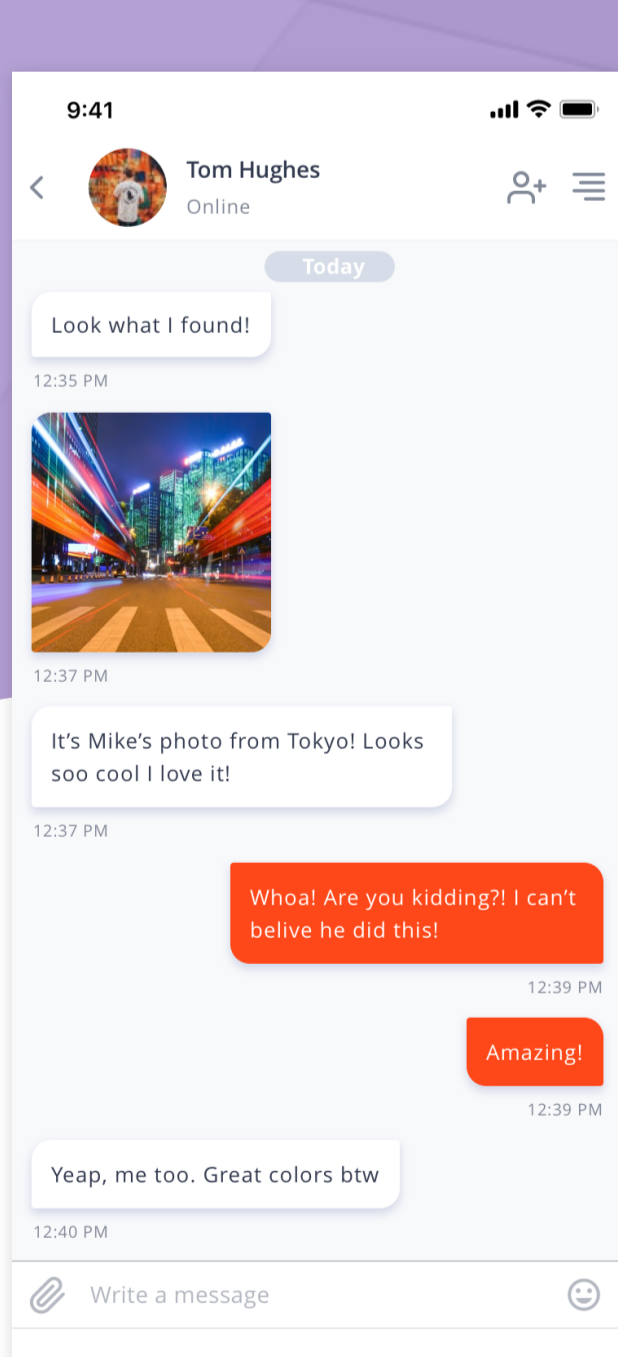 9:41
Tom Hughes
Online
Today
Look what I found!
12:35 PM
12:37 PM
It’s Mike’s photo from Tokyo! Looks
soo cool I love it!
12:37 PM
Whoa! Are you kidding?! I can’t
belive he did this!
12:39 PM
Amazing!
12:39 PM
Yeap, me too. Great colors btw
12:40 PM
Write a message